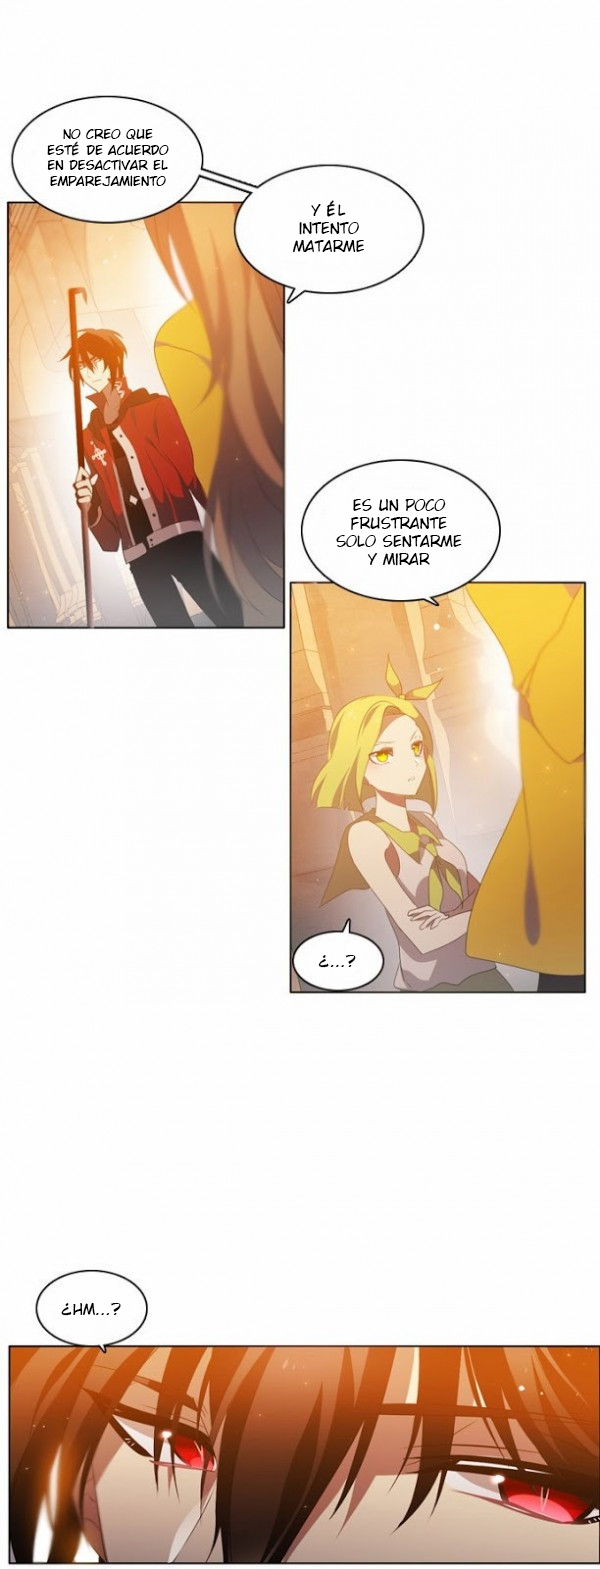 NO CREO QUE
ESTÉ DE ACUERDO
EN DESACTIVAR EL
EMPAREJAMIENTO
Y ÉL
INTENTO
MATARME
ES UN POCO
FRUSTRANTE
SOLO SENTARME
Y MIRAR
¿...?
¿HM...?